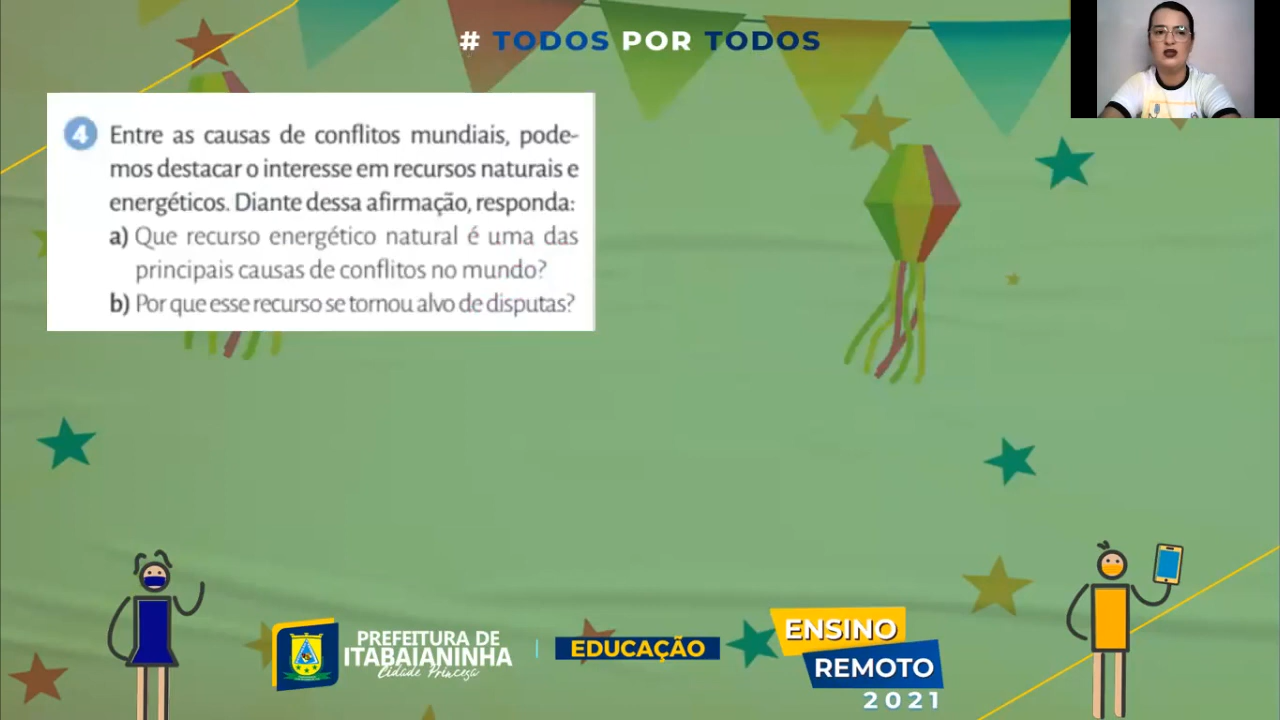 # TODOS POR TODOS
4 Entre as causas de conflitos mundiais, pode-
mos destacar o interesse em recursos naturais e
energéticos. Diante dessa afirmação, responda:
a) Que recurso energético natural é uma das
principais causas de conflitos no mundo?
b) Por que esse recurso se tornou alvo de disputas?
PREFEITURA DE
ITABAIANINHA
Cidade Princesa
EDUCAÇÃO
ENSINO
REMOTO
2021